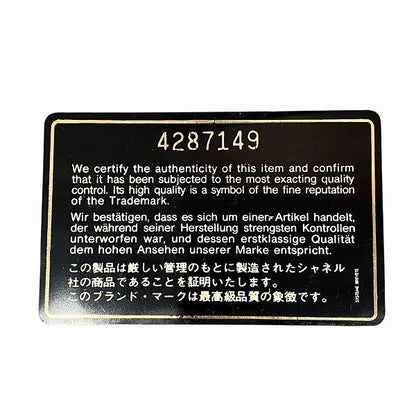 4287149
We certify the authenticity of this item and confirm
that it has been subjected to the most exacting quality
control. Its high quality is a symbol of the fine reputation
of the Trademark.
Wir bestätigen, dass es sich um einen Artikel handelt,
der während seiner Herstellung strengsten Kontrollen
unterworfen war, und dessen erstklassige Qualität
dem hohen Ansehen unserer Marke entspricht.
この製品は厳しい管理のもとに製造されたシャネル
社の商品であることを証明いたします。
このブランド・マークは最高級品質の象徴です。
SYSTEME BREVETE